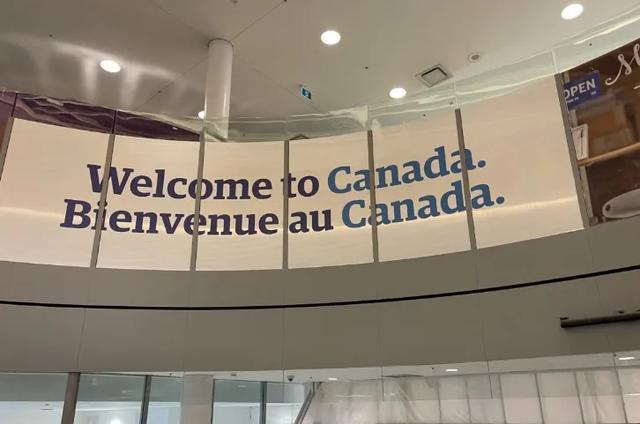 Welcome to Canada.
Bienvenue au Canada.
OPEN